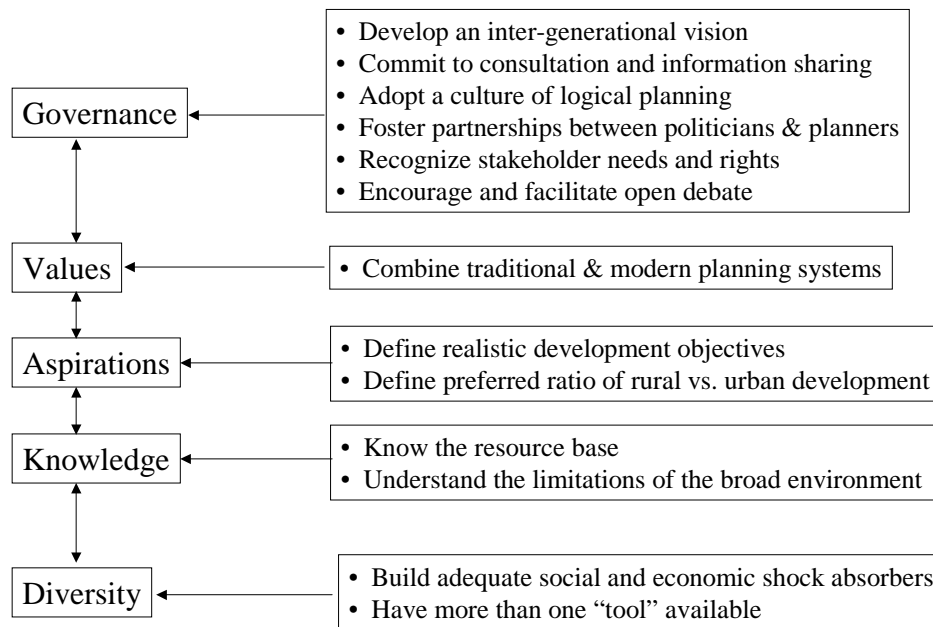 Governance
• Develop an inter-generational vision
• Commit to consultation and information sharing
• Adopt a culture of logical planning
• Foster partnerships between politicians & planners
• Recognize stakeholder needs and rights
• Encourage and facilitate open debate
Values
• Combine traditional & modern planning systems
Aspirations
• Define realistic development objectives
• Define preferred ratio of rural vs. urban development
Knowledge
• Know the resource base
• Understand the limitations of the broad environment
Diversity
• Build adequate social and economic shock absorbers
• Have more than one “tool” available